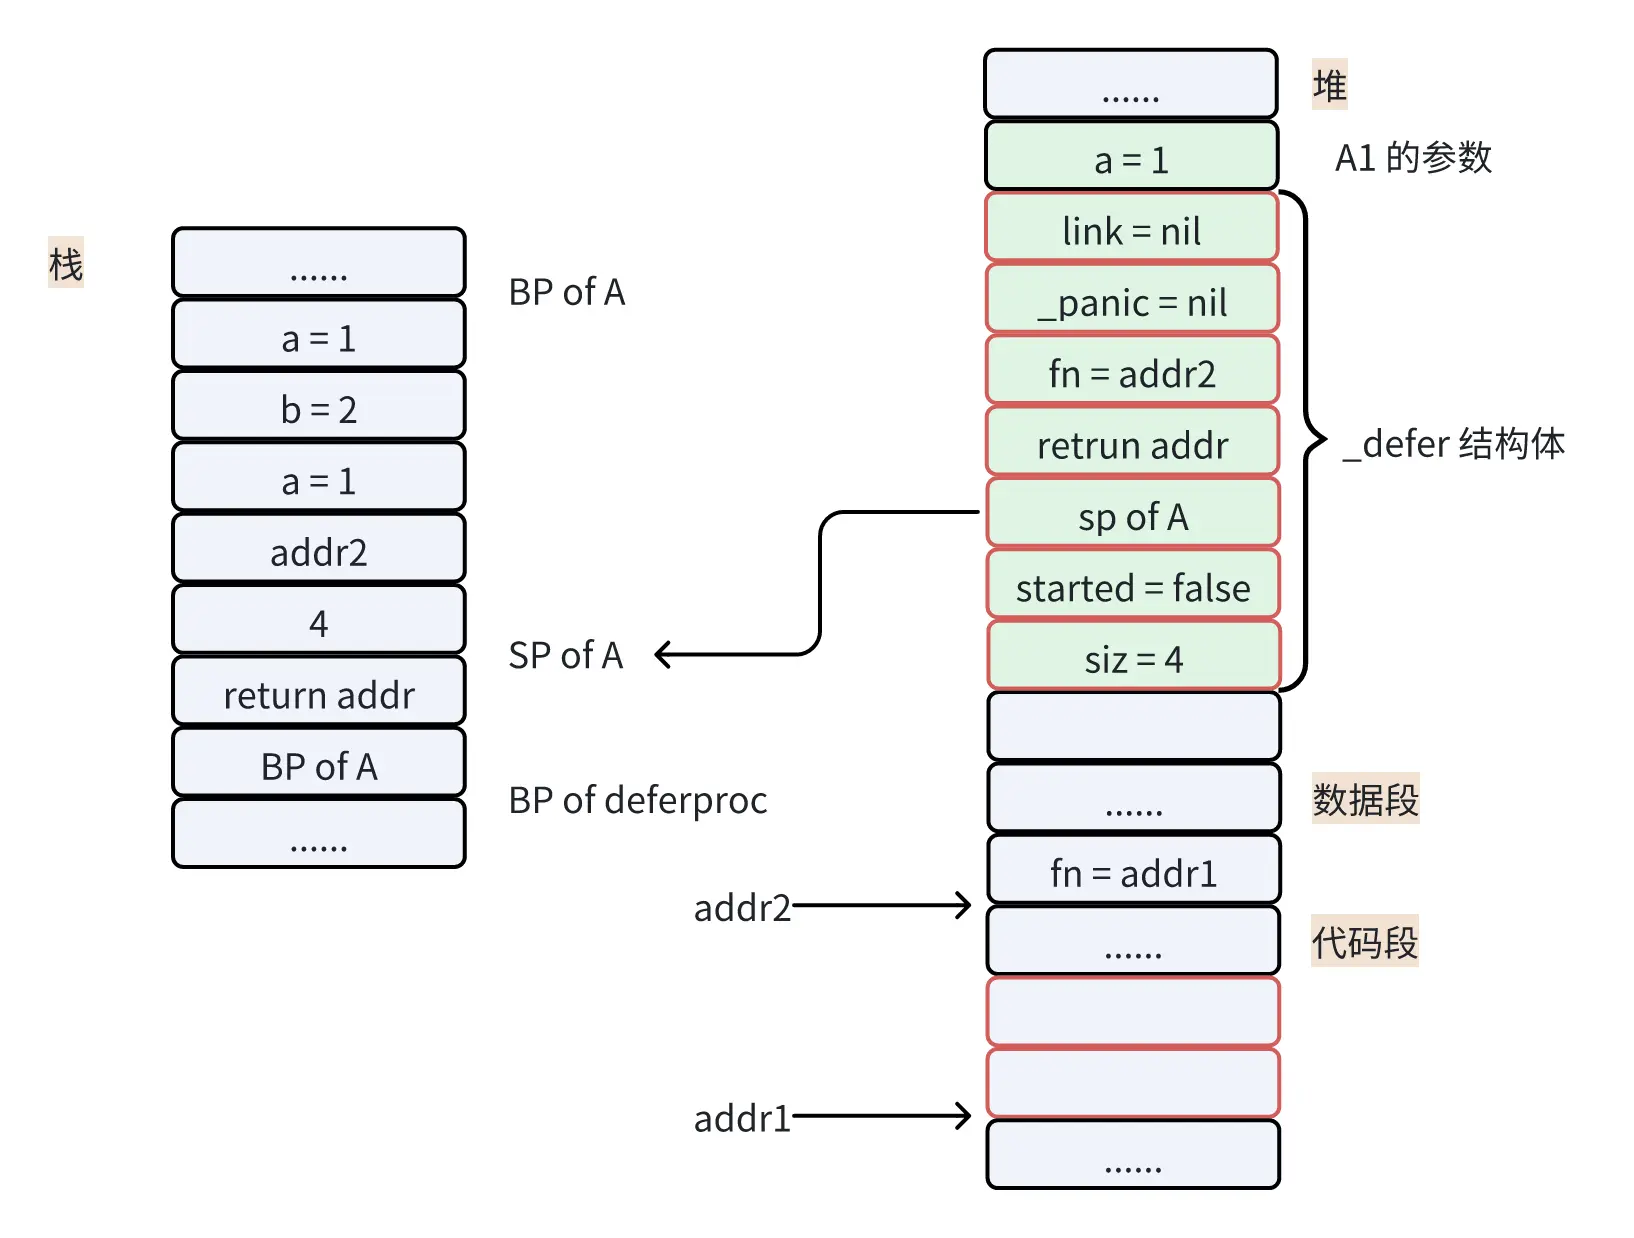 栈
......
a = 1
b = 2
a = 1
addr2
4
return addr
BP of A
......
BP of A
SP of A
BP of deferproc
addr2
addr1
......
a = 1
link = nil
_panic = nil
fn = addr2
retrun addr
sp of A
started = false
siz = 4
......
fn = addr1
......
......
堆
A1 的参数
_defer 结构体
数据段
代码段